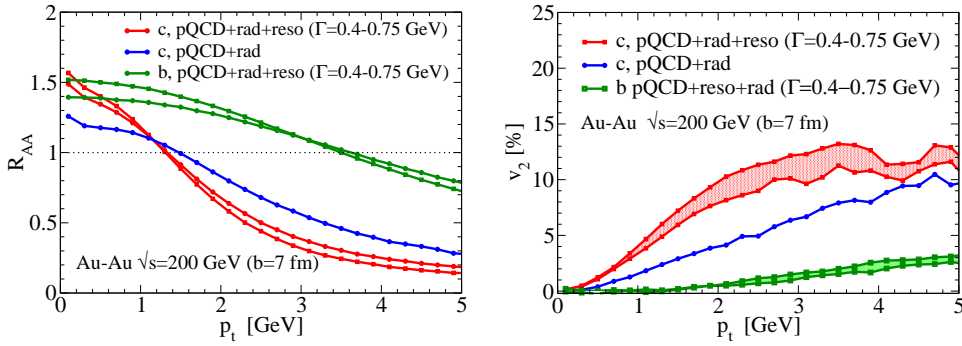 c, pQCD+rad+reso (Γ=0.4-0.75 GeV)
c, pQCD+rad
b, pQCD+rad+reso (Γ=0.4-0.75 GeV)
2
1.5
1
0.5
0
R_AA
Au-Au √s=200 GeV (b=7 fm)
0 1 2 3 4 5
p_t [GeV]
c, pQCD+rad+reso (Γ=0.4-0.75 GeV)
c, pQCD+rad
b pQCD+reso+rad (Γ=0.4-0.75 GeV)
Au-Au √s=200 GeV (b=7 fm)
25
20
15
10
5
0
v_2 [%]
0 1 2 3 4 5
p_t [GeV]